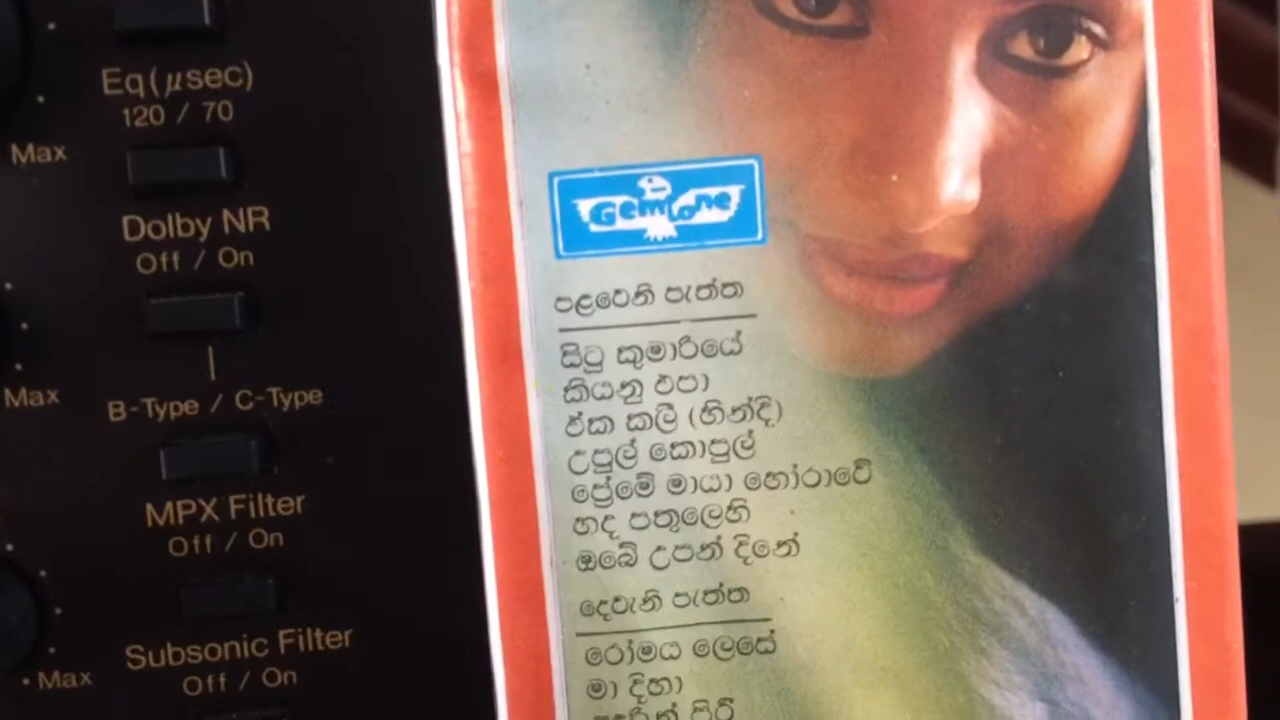 Eq(μsec)
120 / 70
Max
Dolby NR
Off / On
Max
B-Type / C-Type
MPX Filter
Off / On
Subsonic Filter
Off / On
Max
Gemtone
පළවෙනි පැත්ත
සිටු කුමාරියේ
කියනු එපා
ඒක කලී (හින්දි)
උපුල් කොපුල්
ප්‍රේමේ මායා හෝරාවේ
හද පතුලෙහි
ඔබේ උපන් දිනේ
දෙවැනි පැත්ත
රෝමය ලෙසේ
මා දිහා
පිරි